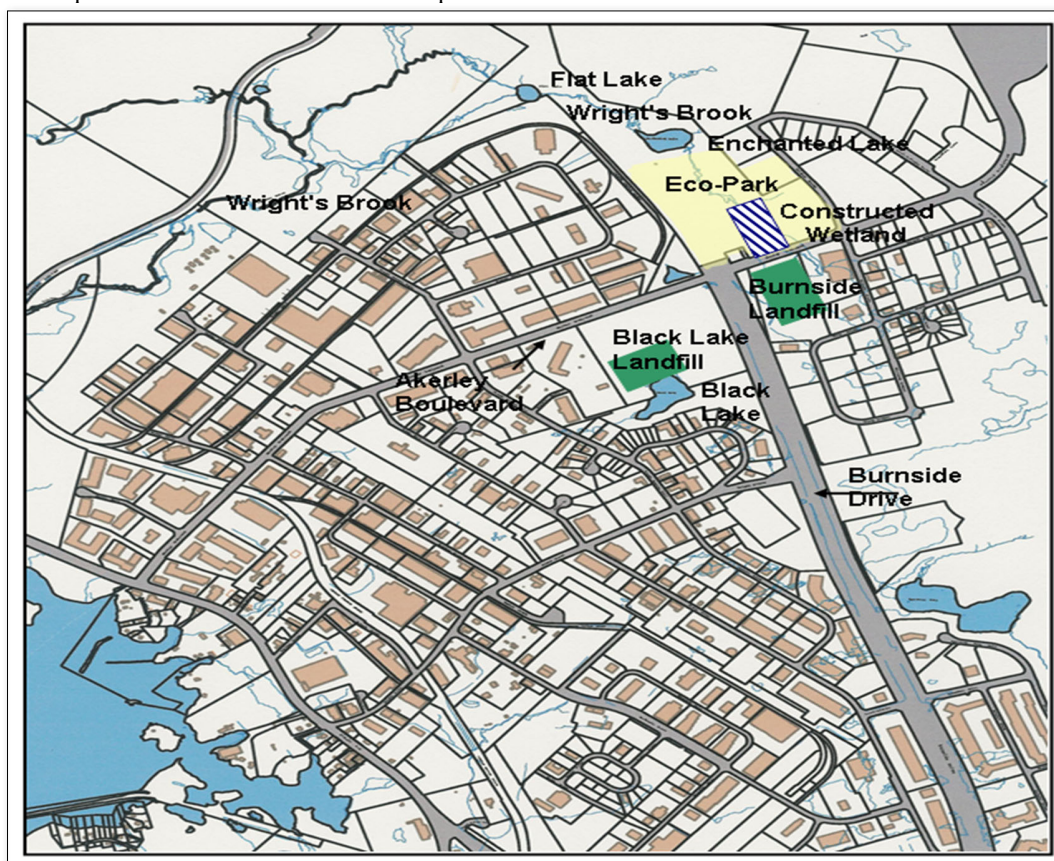 Flat Lake
Wright's Brook
Enchanted Lake
Eco-Park
Wright's Brook
Constructed
Wetland
Burnside
Landfill
Black Lake
Landfill
Akerley
Boulevard
Black
Lake
Burnside
Drive